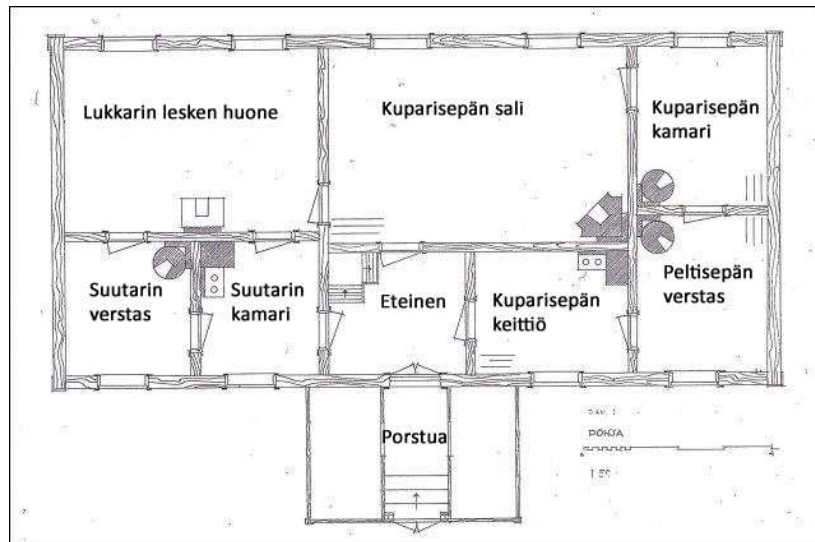 Lukkarin lesken huone
Kuparisepän sali
Kuparisepän
kamari
Suutarin
verstas
Suutarin
kamari
Eteinen
Kuparisepän
keittiö
Peltisepän
verstas
Porstua
POHJA